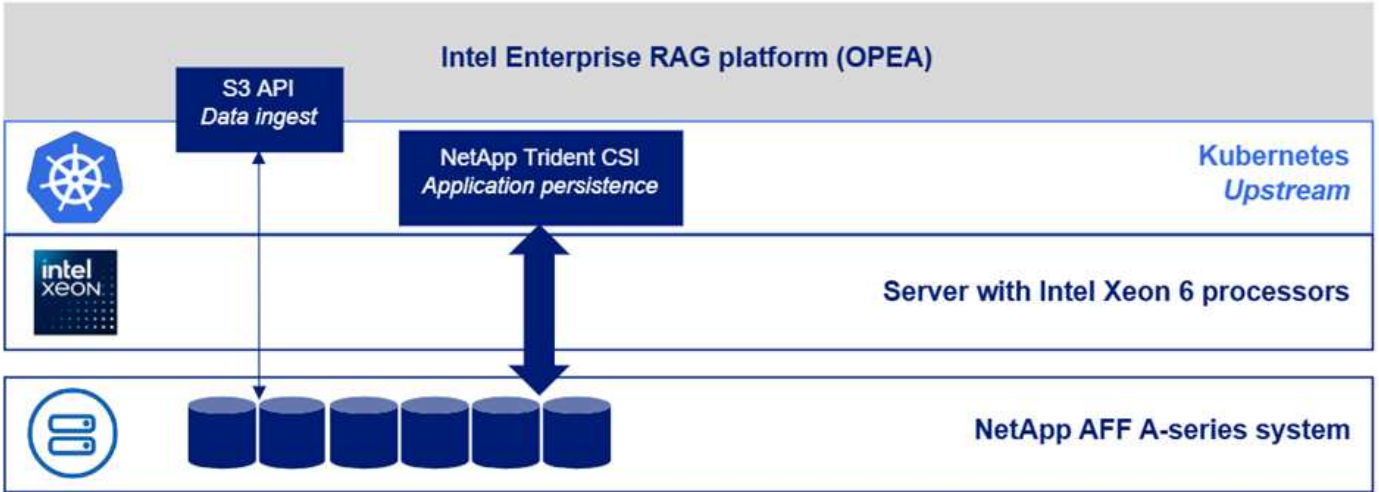 Intel Enterprise RAG platform (OPEA)
S3 API
Data ingest
NetApp Trident CSI
Application persistence
Kubernetes
Upstream
intel
XEON
Server with Intel Xeon 6 processors
NetApp AFF A-series system